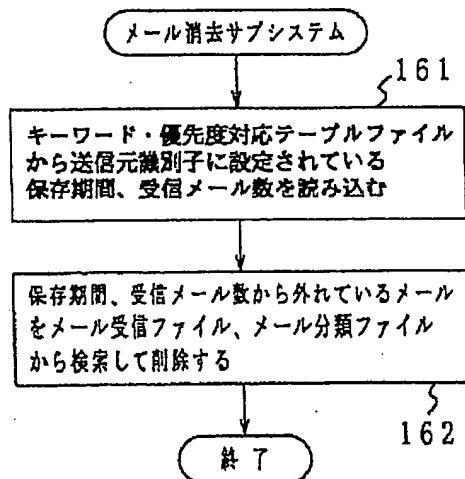 メール消去サブシステム
161
キーワード・優先度対応テーブルファイル
から送信元識別子に設定されている
保存期間、受信メール数を読み込む
保存期間、受信メール数から外れているメール
をメール受信ファイル、メール分類ファイル
から検索して削除する
162
終了